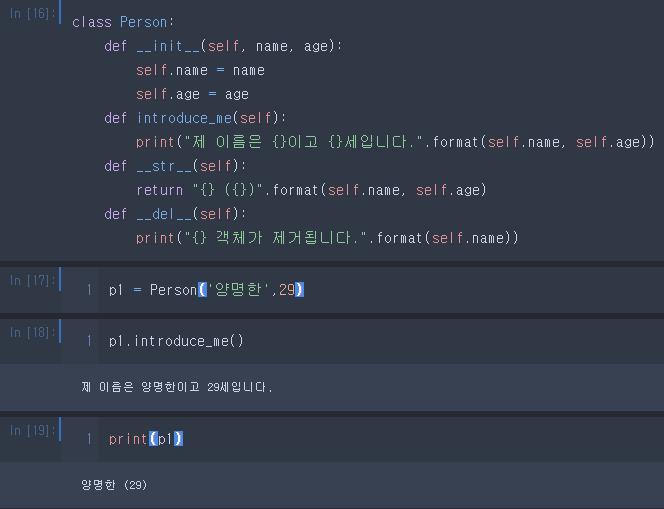 In [16]:
class Person:
    def __init__(self, name, age):
        self.name = name
        self.age = age
    def introduce_me(self):
        print("제 이름은 {}이고 {}세입니다.".format(self.name, self.age))
    def __str__(self):
        return "{} ({})".format(self.name, self.age)
    def __del__(self):
        print("{} 객체가 제거됩니다.".format(self.name))
In [17]:
1 p1 = Person('양명한',29)
In [18]:
1 p1.introduce_me()
제 이름은 양명한이고 29세입니다.
In [19]:
1 print(p1)
양명한 (29)